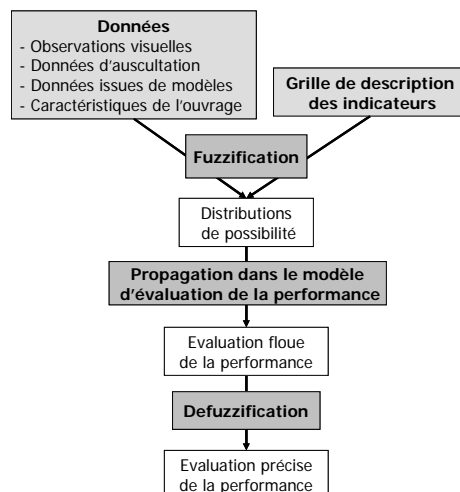 Données
- Observations visuelles
- Données d'auscultation
- Données issues de modèles
- Caractéristiques de l'ouvrage
Grille de description
des indicateurs
Fuzzification
Distributions
de possibilité
Propagation dans le modèle
d'évaluation de la performance
Evaluation floue
de la performance
Defuzzification
Evaluation précise
de la performance